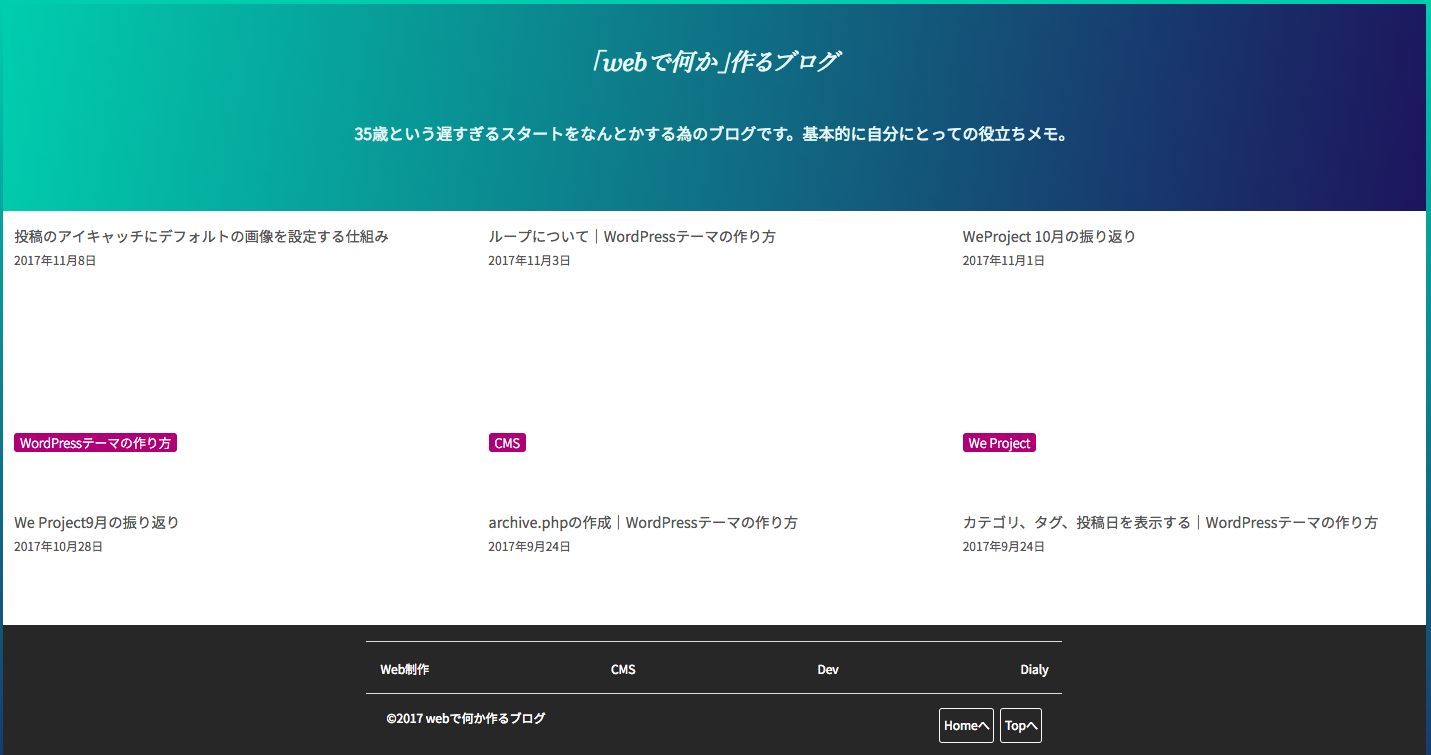 「webで何か」作るブログ
35歳という遅すぎるスタートをなんとかする為のブログです。基本的に自分にとっての役立ちメモ。
投稿のアイキャッチにデフォルトの画像を設定する仕組み
2017年11月8日
ループについて｜WordPressテーマの作り方
2017年11月3日
WeProject 10月の振り返り
2017年11月1日
WordPressテーマの作り方
CMS
We Project
We Project9月の振り返り
2017年10月28日
archive.phpの作成｜WordPressテーマの作り方
2017年9月24日
カテゴリ、タグ、投稿日を表示する｜WordPressテーマの作り方
2017年9月24日
Web制作
CMS
Dev
Dialy
©2017 webで何か作るブログ
Homeへ
Topへ